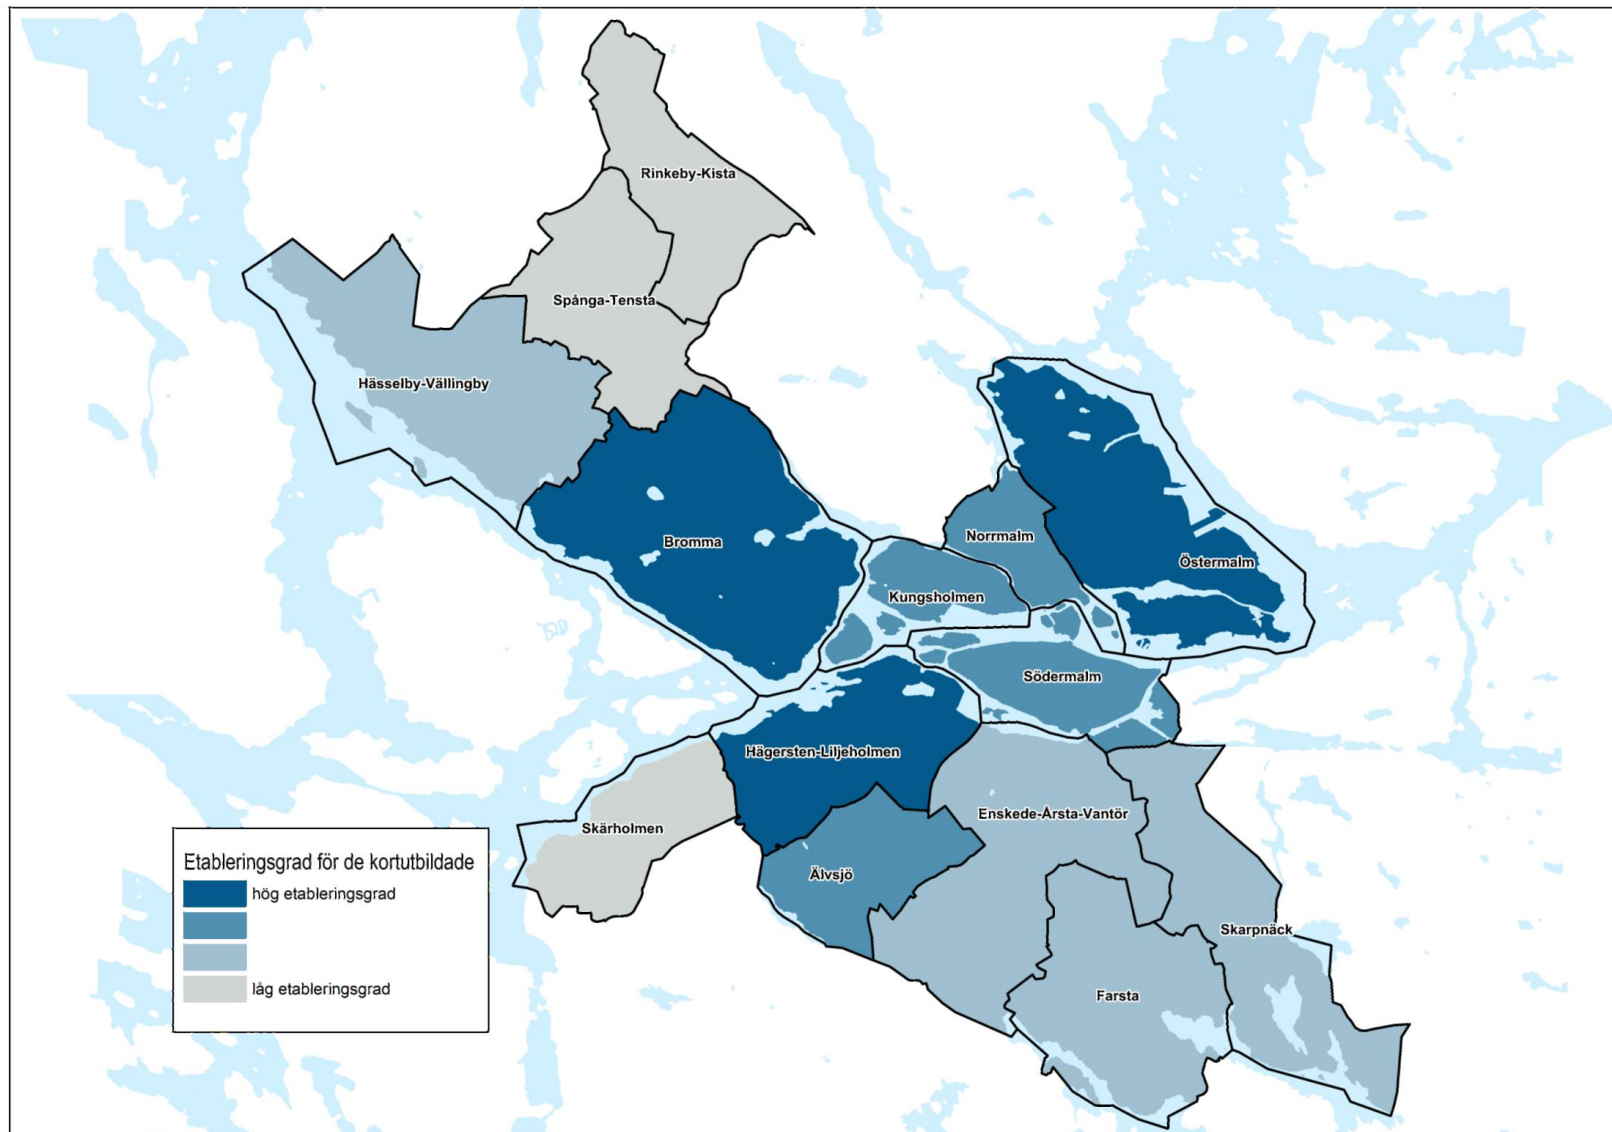 Rinkeby-Kista
Spånga-Tensta
Hässelby-Vällingby
Bromma
Norrmalm
Östermalm
Kungsholmen
Södermalm
Hägersten-Liljeholmen
Enskede-Årsta-Vantör
Skärholmen
Älvsjö
Skarpnäck
Farsta
Etableringsgrad för de kortutbildade
hög etableringsgrad
låg etableringsgrad